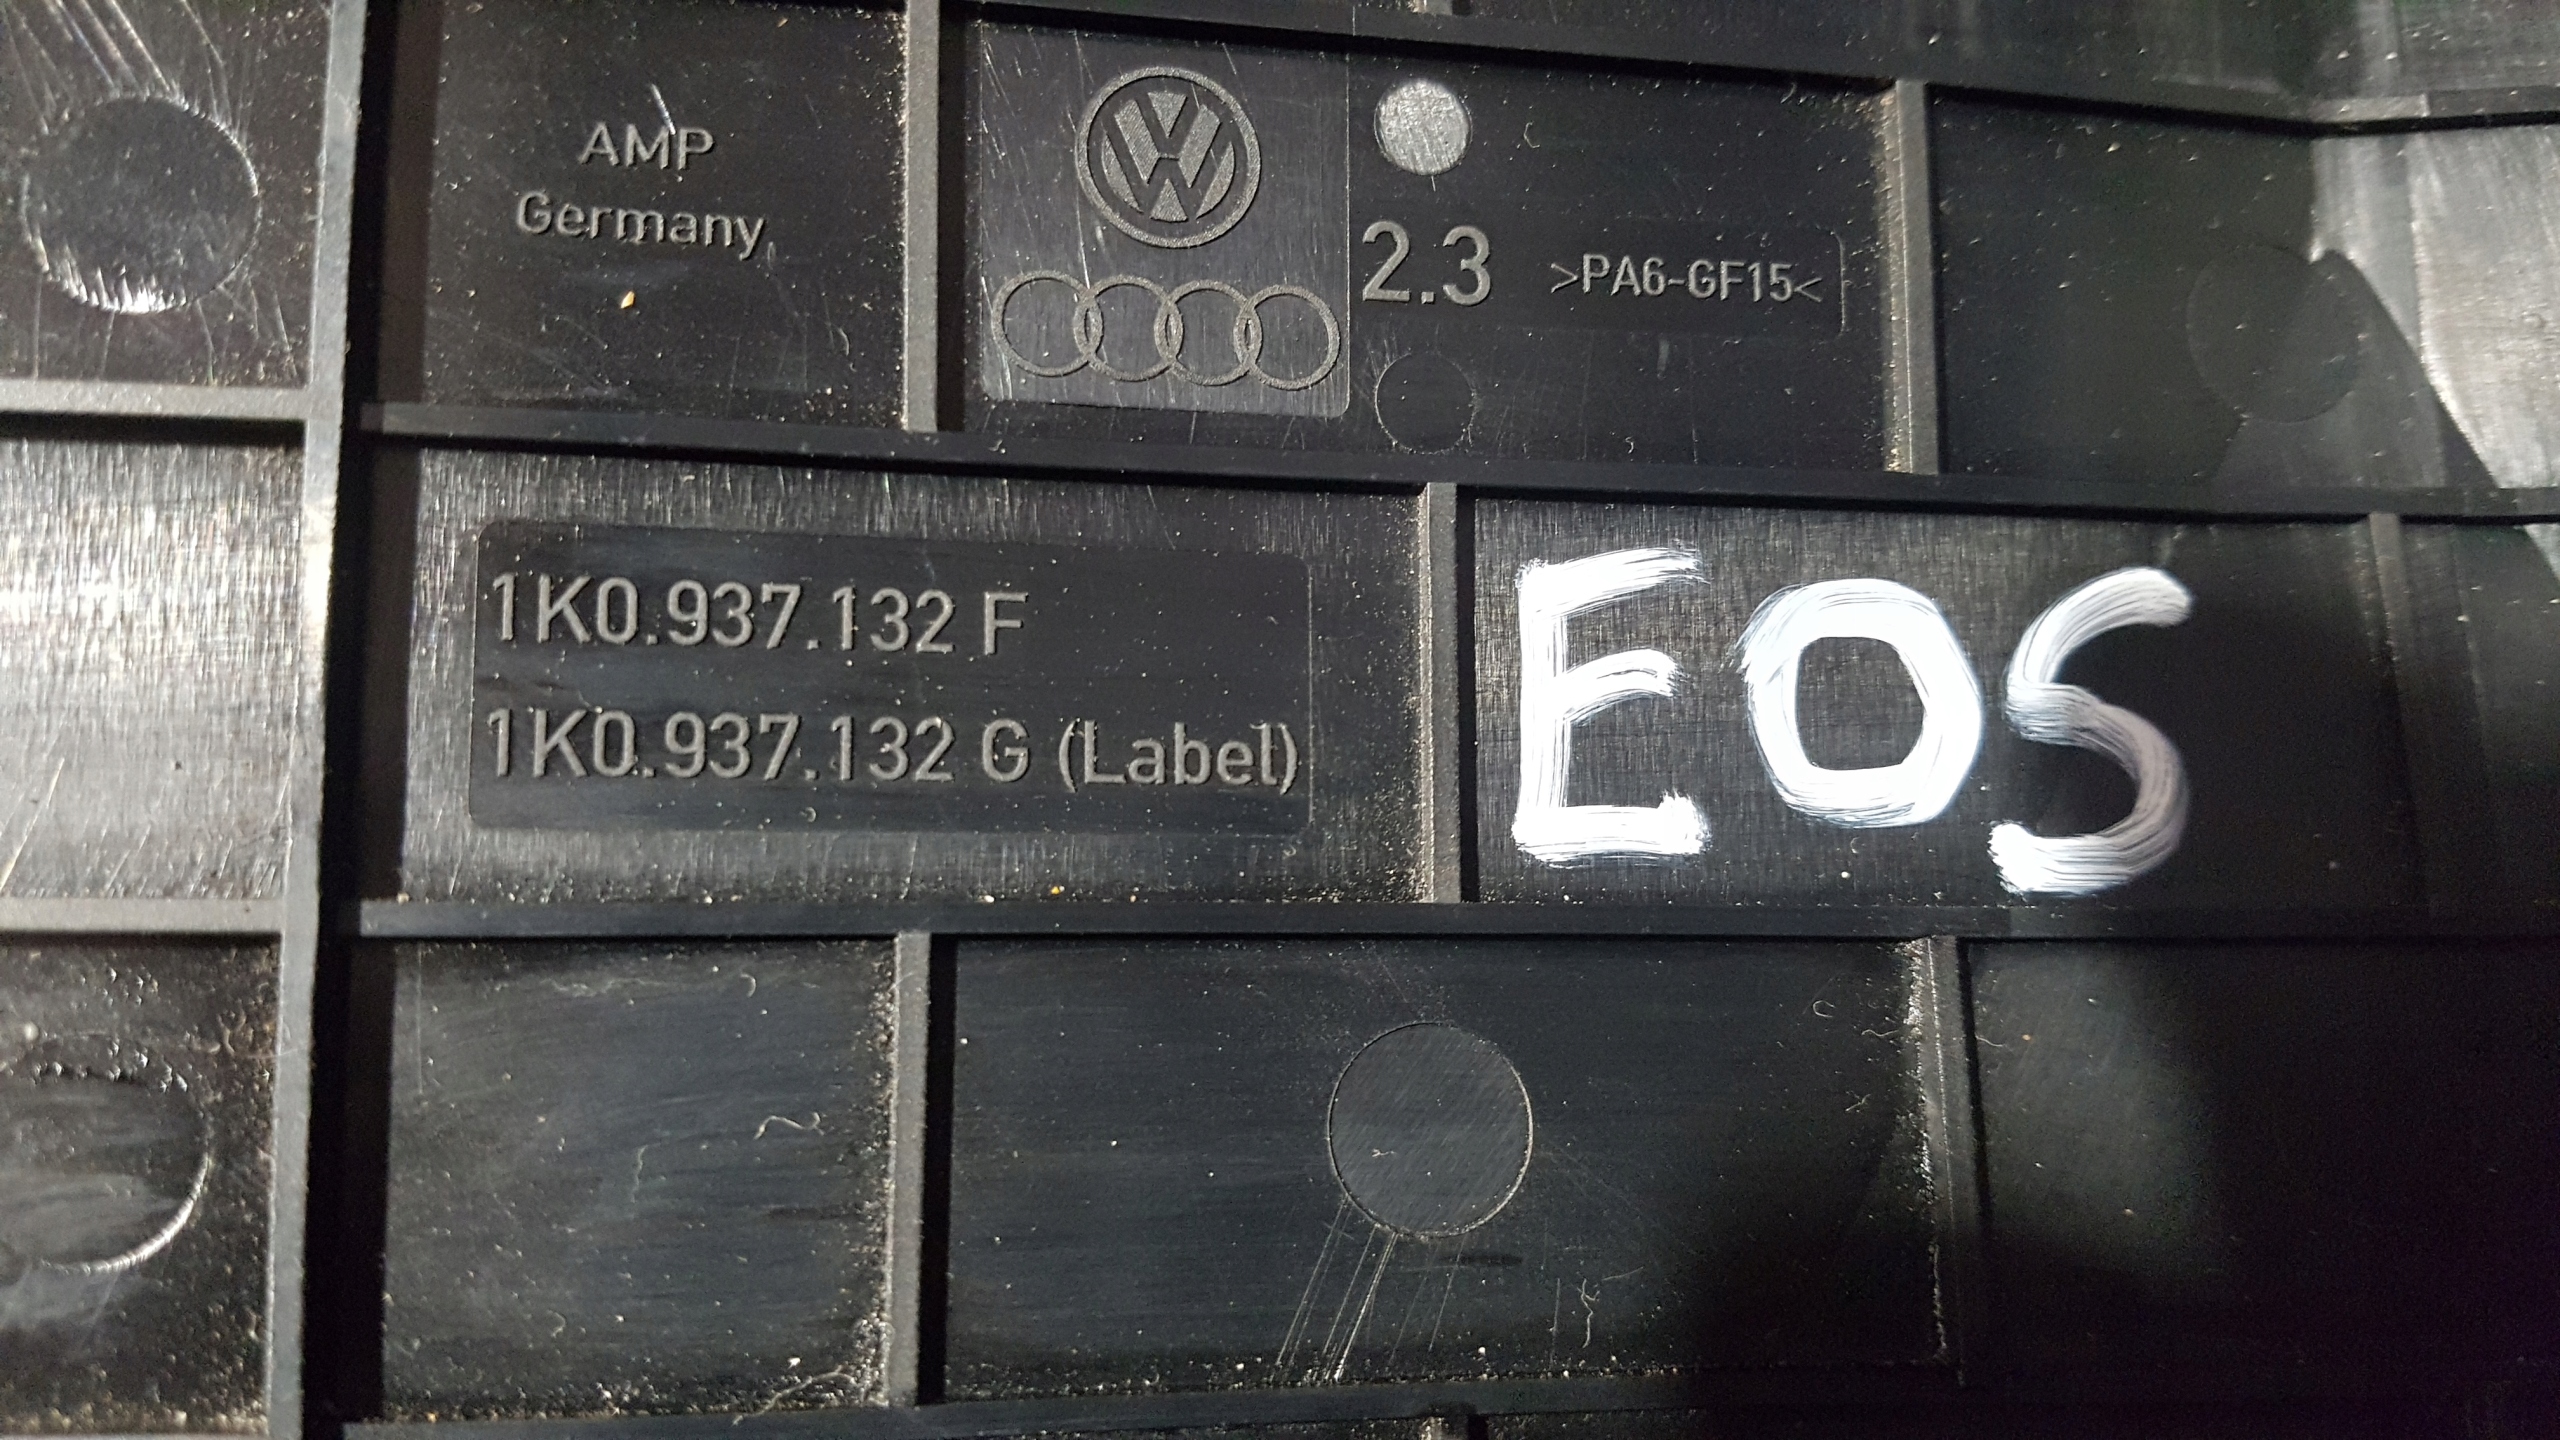 AMP
Germany
2.3 >PA6-GF15<
1K0.937.132 F
1K0.937.132 G (Label)
EOS